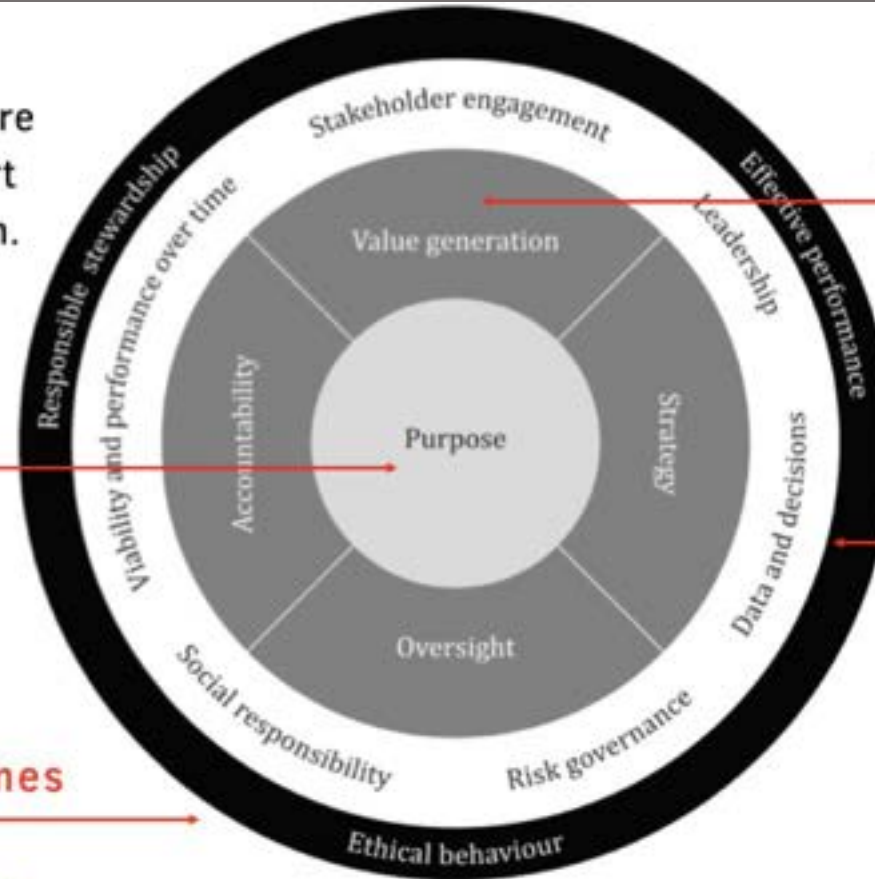 re
rt
n.
Stakeholder engagement
Responsible stewardship
Effective performance
Viability and performance over time
Leadership
Value generation
Accountability
Purpose
Strategy
Data and decisions
Oversight
Social responsibility
Risk governance
nes
Ethical behaviour